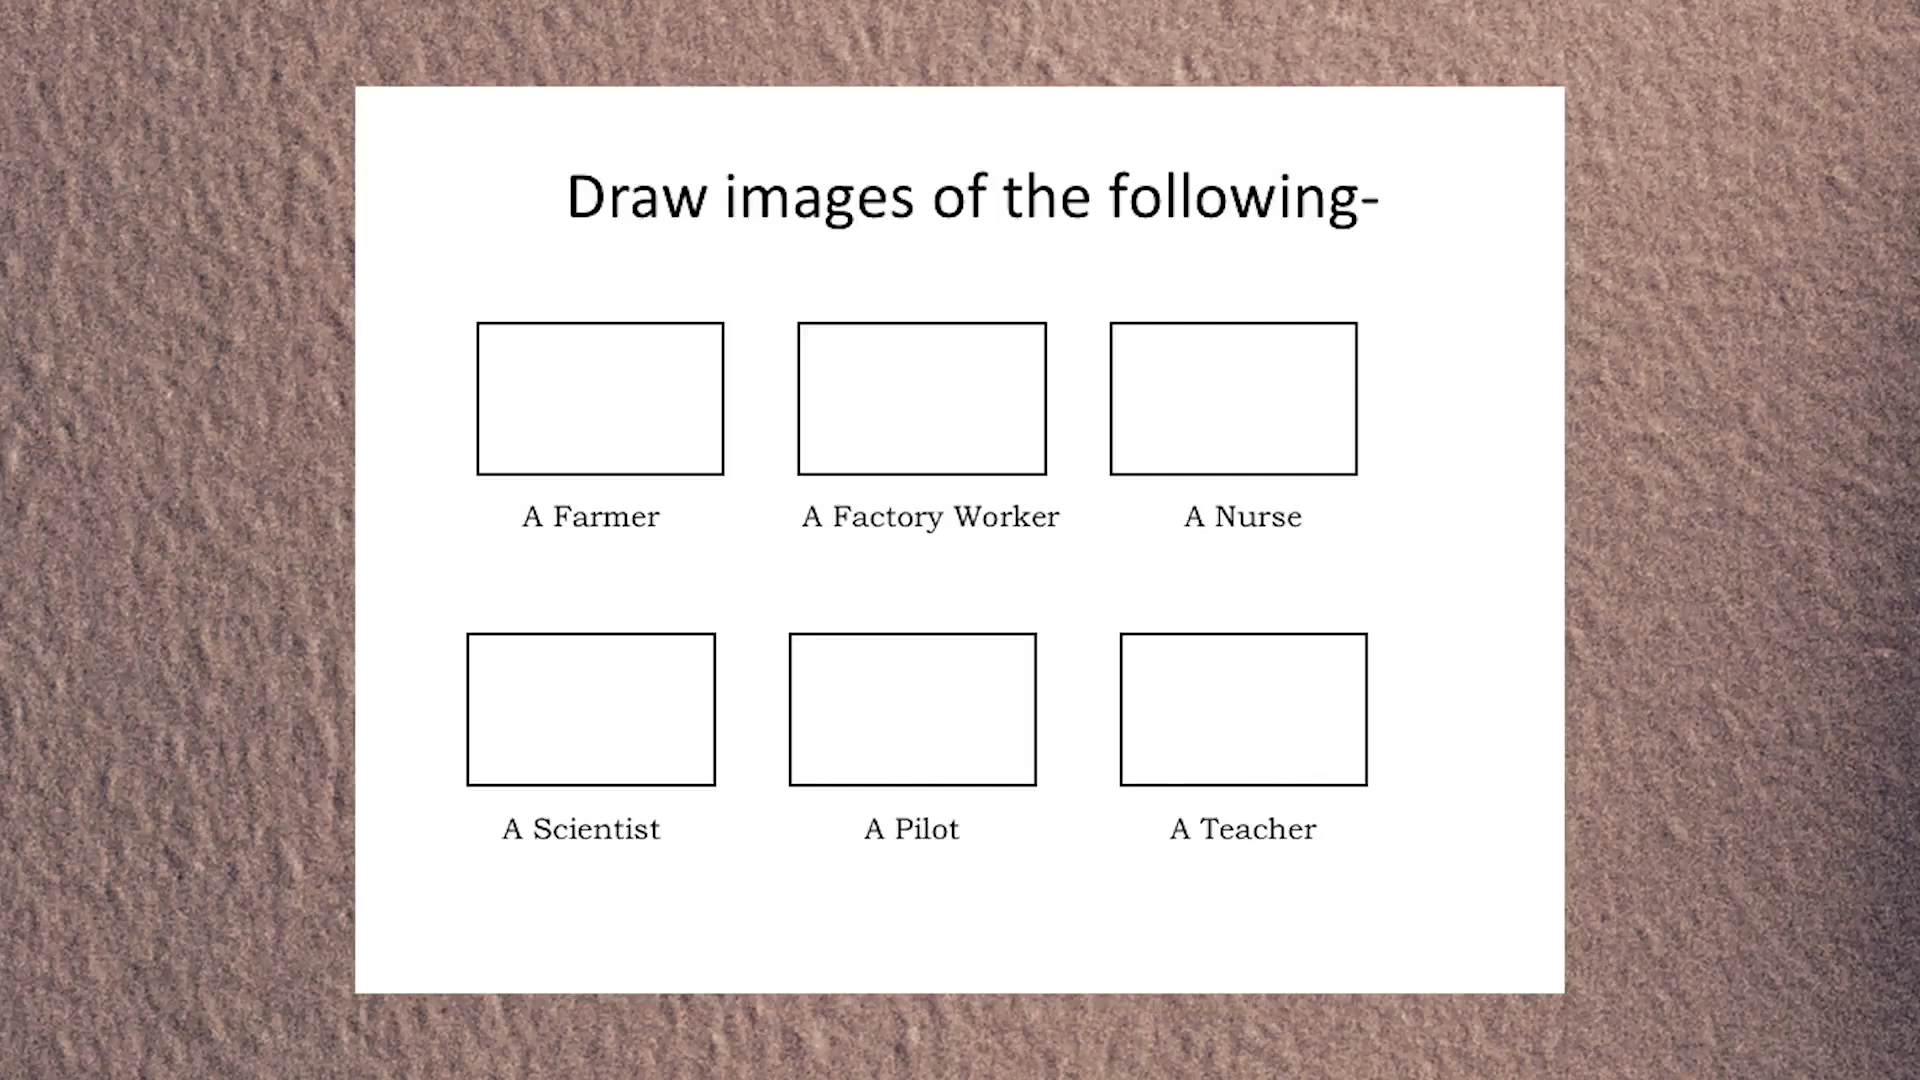 Draw images of the following-
A Farmer
A Factory Worker
A Nurse
A Scientist
A Pilot
A Teacher